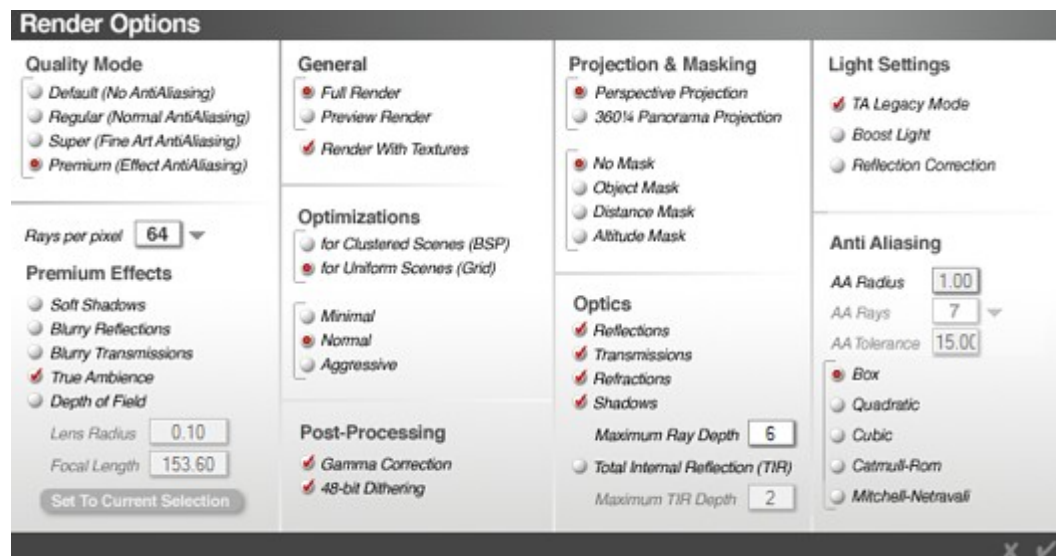 Render Options
Quality Mode
Default (No AntiAliasing)
Regular (Normal AntiAliasing)
Super (Fine Art AntiAliasing)
Premium (Effect AntiAliasing)
Rays per pixel 64
Premium Effects
Soft Shadows
Blurry Reflections
Blurry Transmissions
True Ambience
Depth of Field
Lens Radius 0.10
Focal Length 153.60
Set To Current Selection
General
Full Render
Preview Render
Render With Textures
Optimizations
for Clustered Scenes (BSP)
for Uniform Scenes (Grid)
Minimal
Normal
Aggressive
Post-Processing
Gamma Correction
48-bit Dithering
Projection & Masking
Perspective Projection
360¼ Panorama Projection
No Mask
Object Mask
Distance Mask
Altitude Mask
Optics
Reflections
Transmissions
Refractions
Shadows
Maximum Ray Depth 6
Total Internal Reflection (TIR)
Maximum TIR Depth 2
Light Settings
TA Legacy Mode
Boost Light
Reflection Correction
Anti Aliasing
AA Radius 1.00
AA Rays 7
AA Tolerance 15.00
Box
Quadratic
Cubic
Catmull-Rom
Mitchell-Netravali